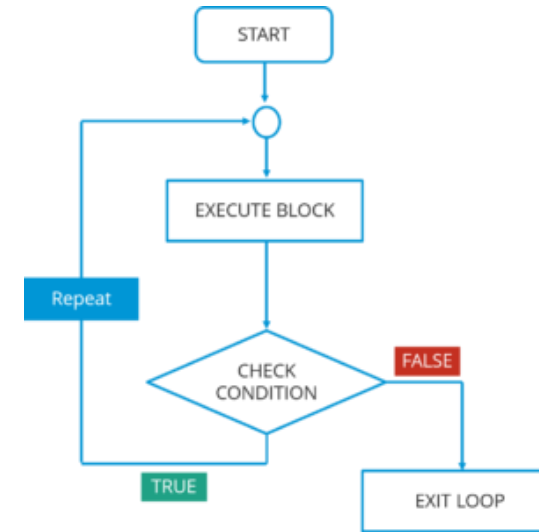 START
EXECUTE BLOCK
Repeat
CHECK
CONDITION
FALSE
TRUE
EXIT LOOP